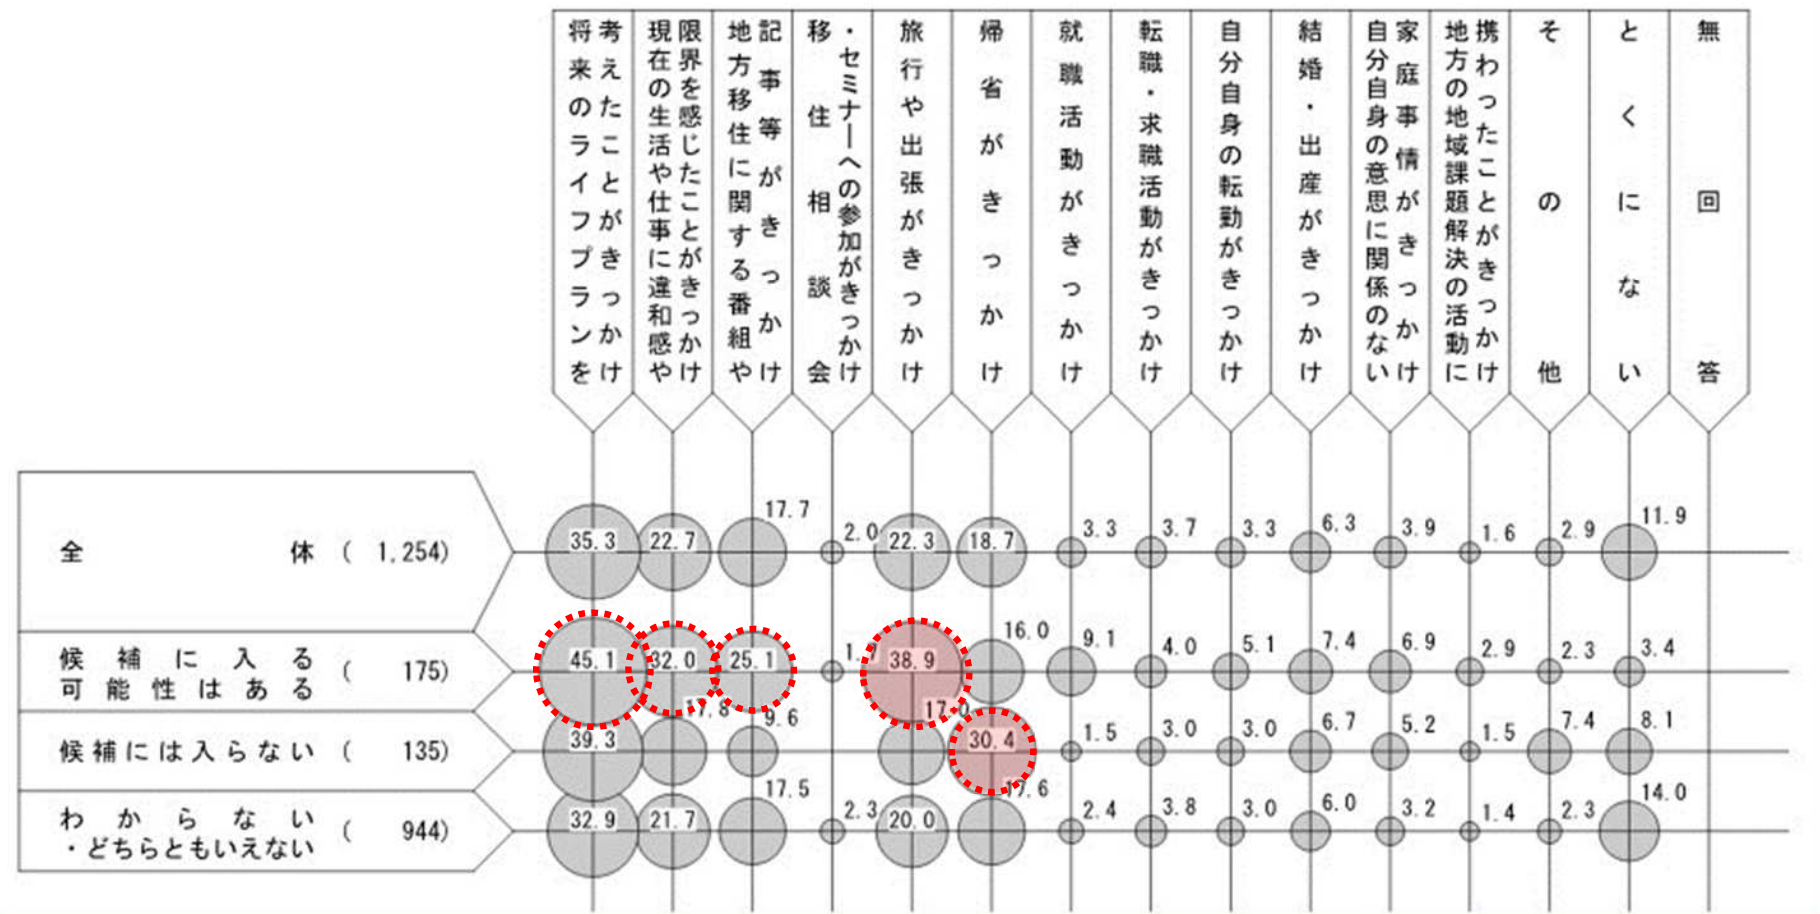 将来のライフプランを
考えたことがきっかけ
現在の生活や仕事に違和感や
限界を感じたことがきっかけ
地方移住に関する番組や
記事等がきっかけ
移住相談会
・セミナーへの参加がきっかけ
旅行や出張がきっかけ
帰省がきっかけ
就職活動がきっかけ
転職・求職活動がきっかけ
自分自身の転勤がきっかけ
結婚・出産がきっかけ
自分自身の意思に関係のない
家庭事情がきっかけ
地方の地域課題解決の活動に
携わったことがきっかけ
その他
とくにない
無回答
全体 ( 1,254) 35.3 22.7 17.7 2.0 22.3 18.7 3.3 3.7 3.3 6.3 3.9 1.6 2.9 11.9
候補に入る
可能性はある ( 175) 45.1 32.0 25.1 38.9 16.0 9.1 4.0 5.1 7.4 6.9 2.9 2.3 3.4
候補には入らない ( 135) 39.3 17.8 9.6 17.0 30.4 1.5 3.0 3.0 6.7 5.2 1.5 7.4 8.1
わからない
・どちらともいえない ( 944) 32.9 21.7 17.5 2.3 20.0 17.6 2.4 3.8 3.0 6.0 3.2 1.4 2.3 14.0